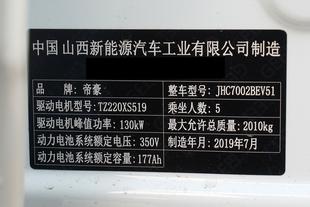 中国 山西新能源汽车工业有限公司制造
品牌：帝豪 整车型号：JHC7002BEV51
驱动电机型号：TZ220XS519 乘坐人数：5
驱动电机峰值功率：130kW 最大允许总质量：2010kg
动力电池系统额定电压：350V 制造年月：2019年7月
动力电池系统额定容量：177Ah